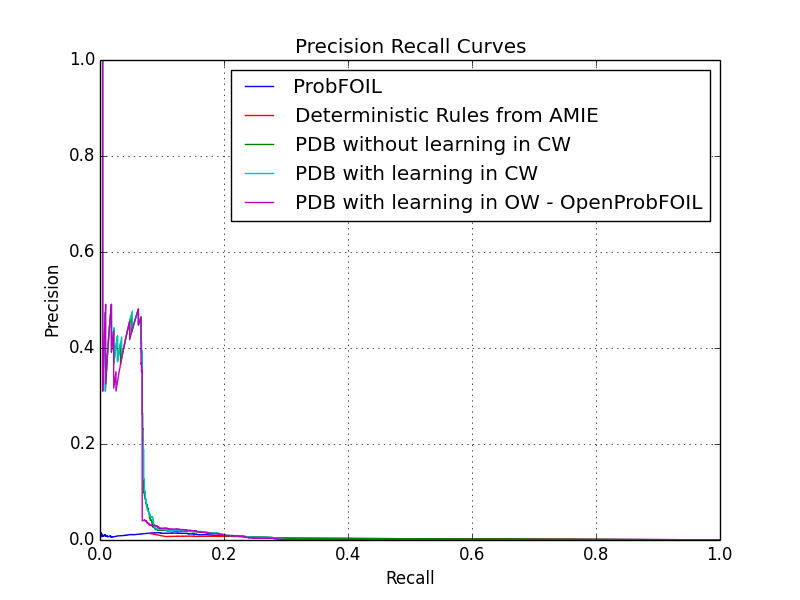 Precision Recall Curves
1.0
0.8
0.6
0.4
0.2
0.0
Precision
ProbFOIL
Deterministic Rules from AMIE
PDB without learning in CW
PDB with learning in CW
PDB with learning in OW - OpenProbFOIL
0.0 0.2 0.4 0.6 0.8 1.0
Recall